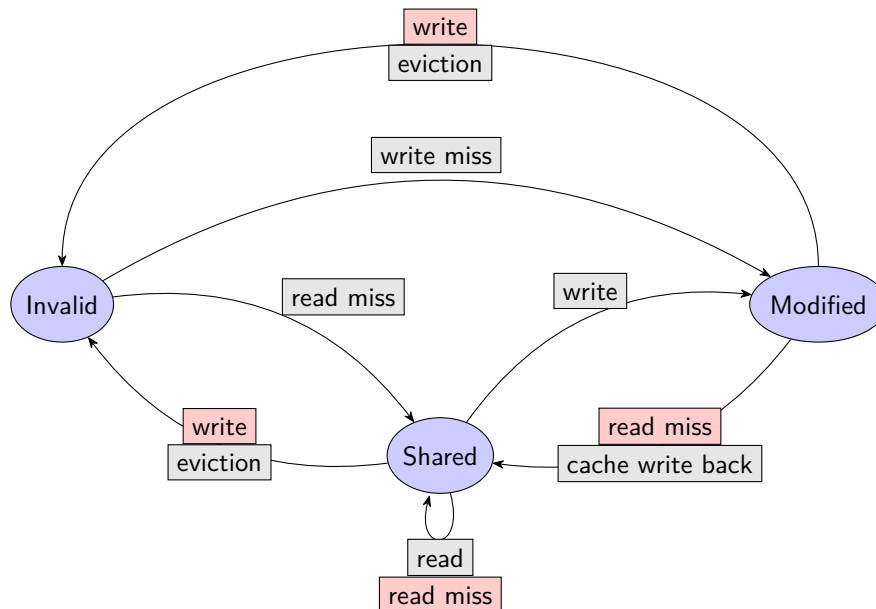 write
eviction
write miss
read miss
write
Invalid
Modified
write
eviction
Shared
read miss
cache write back
read
read miss